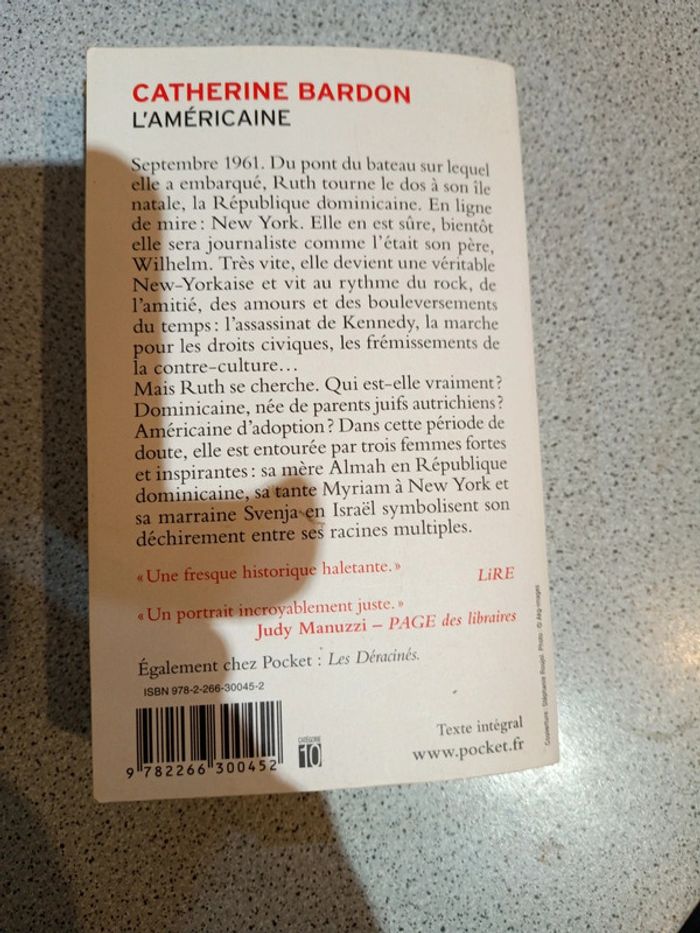 CATHERINE BARDON
L'AMÉRICAINE
Septembre 1961. Du pont du bateau sur lequel
elle a embarqué, Ruth tourne le dos à son île
natale, la République dominicaine. En ligne
de mire : New York. Elle en est sûre, bientôt
elle sera journaliste comme l'était son père,
Wilhelm. Très vite, elle devient une véritable
New-Yorkaise et vit au rythme du rock, de
l'amitié, des amours et des bouleversements
du temps : l'assassinat de Kennedy, la marche
pour les droits civiques, les frémissements de
la contre-culture...
Mais Ruth se cherche. Qui est-elle vraiment ?
Dominicaine, née de parents juifs autrichiens ?
Américaine d'adoption ? Dans cette période de
doute, elle est entourée par trois femmes fortes
et inspirantes : sa mère Almah en République
dominicaine, sa tante Myriam à New York et
sa marraine Svenja en Israël symbolisent son
déchirement entre ses racines multiples.
« Une fresque historique haletante. »
LiRE
« Un portrait incroyablement juste. »
Judy Manuzzi – PAGE des libraires
Également chez Pocket : Les Déracinés.
ISBN 978-2-266-30045-2
9 782266 300452
CATÉGORIE
10
Texte intégral
www.pocket.fr
Couverture : Stéphanie Roujol. Photo : © Akg-images